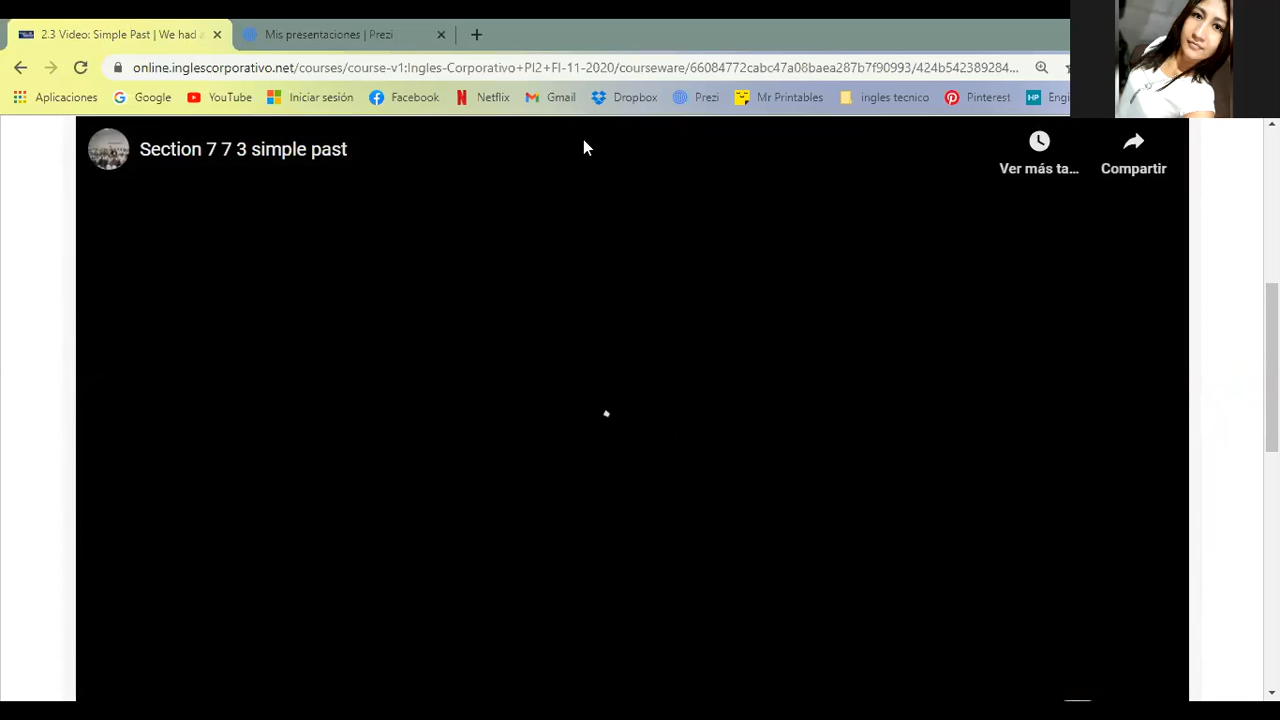 2.3 Video: Simple Past | We had a
Mis presentaciones | Prezi
online.inglescorporativo.net/courses/course-v1:Ingles-Corporativo+PI2+FI-11-2020/courseware/66084772cabc47a08baea287b7f90993/424b542389284...
Aplicaciones Google YouTube Iniciar sesión Facebook Netflix Gmail Dropbox Prezi Mr Printables ingles tecnico Pinterest HP Engi
Section 7 7 3 simple past
Ver más ta...
Compartir